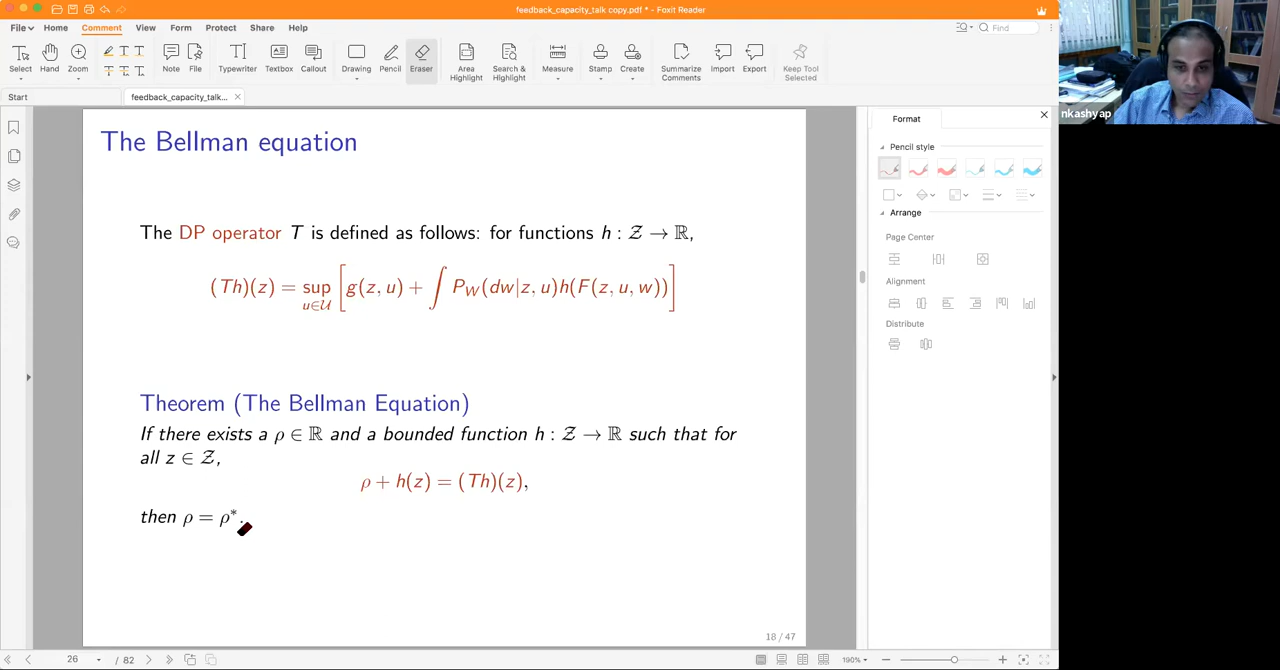 feedback_capacity_talk copy.pdf * - Foxit Reader
File Home Comment View Form Protect Share Help
Find
Select Hand Zoom Note File Typewriter Textbox Callout Drawing Pencil Eraser Area Highlight Search & Highlight Measure Stamp Create Summarize Comments Import Export Keep Tool Selected
Start feedback_capacity_talk...
nkashyap
Format
Pencil style
Arrange
Page Center
Alignment
Distribute
The Bellman equation
The DP operator T is defined as follows: for functions h : 𝒵 → ℝ,
(Th)(z) = sup_{u∈𝒰} [ g(z, u) + ∫ P_W(dw|z, u)h(F(z, u, w)) ]
Theorem (The Bellman Equation)
If there exists a ρ ∈ ℝ and a bounded function h : 𝒵 → ℝ such that for
all z ∈ 𝒵,
ρ + h(z) = (Th)(z),
then ρ = ρ*.
18 / 47
26 / 82
190%